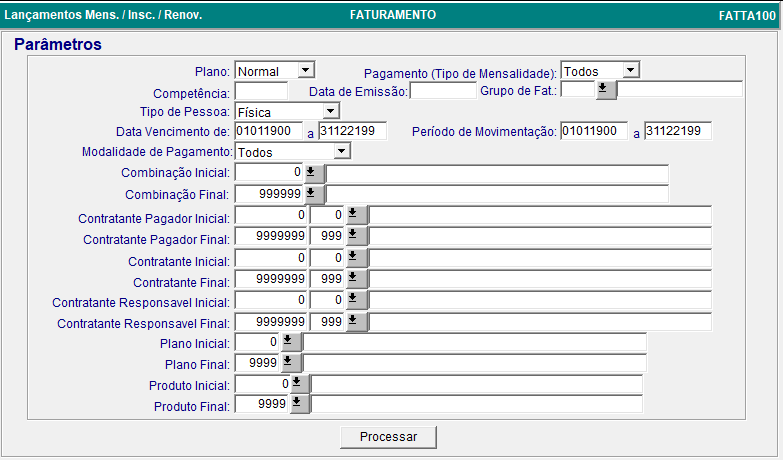 Lançamentos Mens. / Insc. / Renov. FATURAMENTO FATTA100
Parâmetros
Plano: Normal Pagamento (Tipo de Mensalidade): Todos
Competência: Data de Emissão: Grupo de Fat.:
Tipo de Pessoa: Física
Data Vencimento de: 01011900 a 31122199 Período de Movimentação: 01011900 a 31122199
Modalidade de Pagamento: Todos
Combinação Inicial: 0
Combinação Final: 999999
Contratante Pagador Inicial: 0 0
Contratante Pagador Final: 9999999 999
Contratante Inicial: 0 0
Contratante Final: 9999999 999
Contratante Responsavel Inicial: 0 0
Contratante Responsavel Final: 9999999 999
Plano Inicial: 0
Plano Final: 9999
Produto Inicial: 0
Produto Final: 9999
Processar